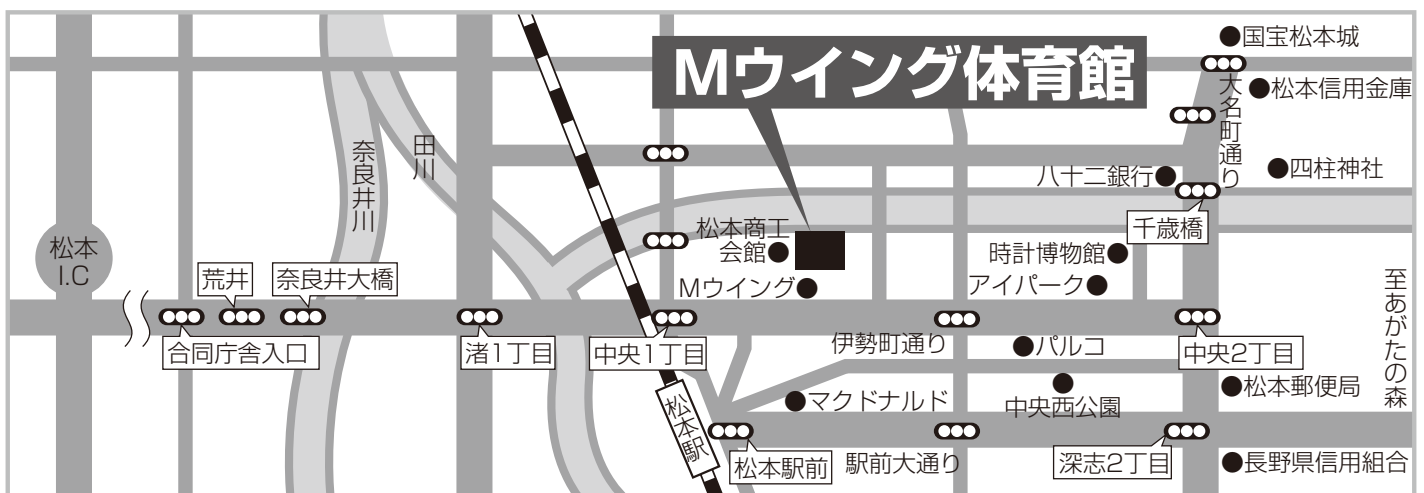 Mウイング体育館
国宝松本城
松本信用金庫
大名町通り
四柱神社
八十二銀行
千歳橋
奈良井川
田川
松本商工
会館
時計博物館
Mウイング
アイパーク
松本
I.C
荒井
奈良井大橋
合同庁舎入口
渚1丁目
中央1丁目
伊勢町通り
パルコ
中央2丁目
至あがたの森
松本駅
マクドナルド
中央西公園
松本郵便局
松本駅前
駅前大通り
深志2丁目
長野県信用組合